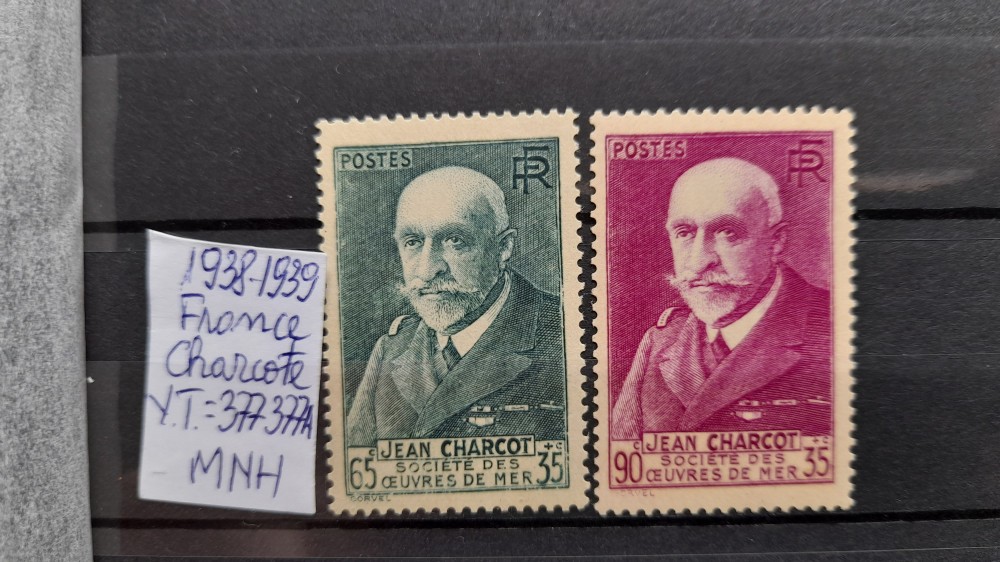 1938-1939
France
Charcote
Y.T.=377 377A
MNH
POSTES RF
65c JEAN CHARCOT +c35
SOCIÉTÉ DES
ŒUVRES DE MER
CORVEL
POSTES RF
90c JEAN CHARCOT +c35
SOCIÉTÉ DES
ŒUVRES DE MER